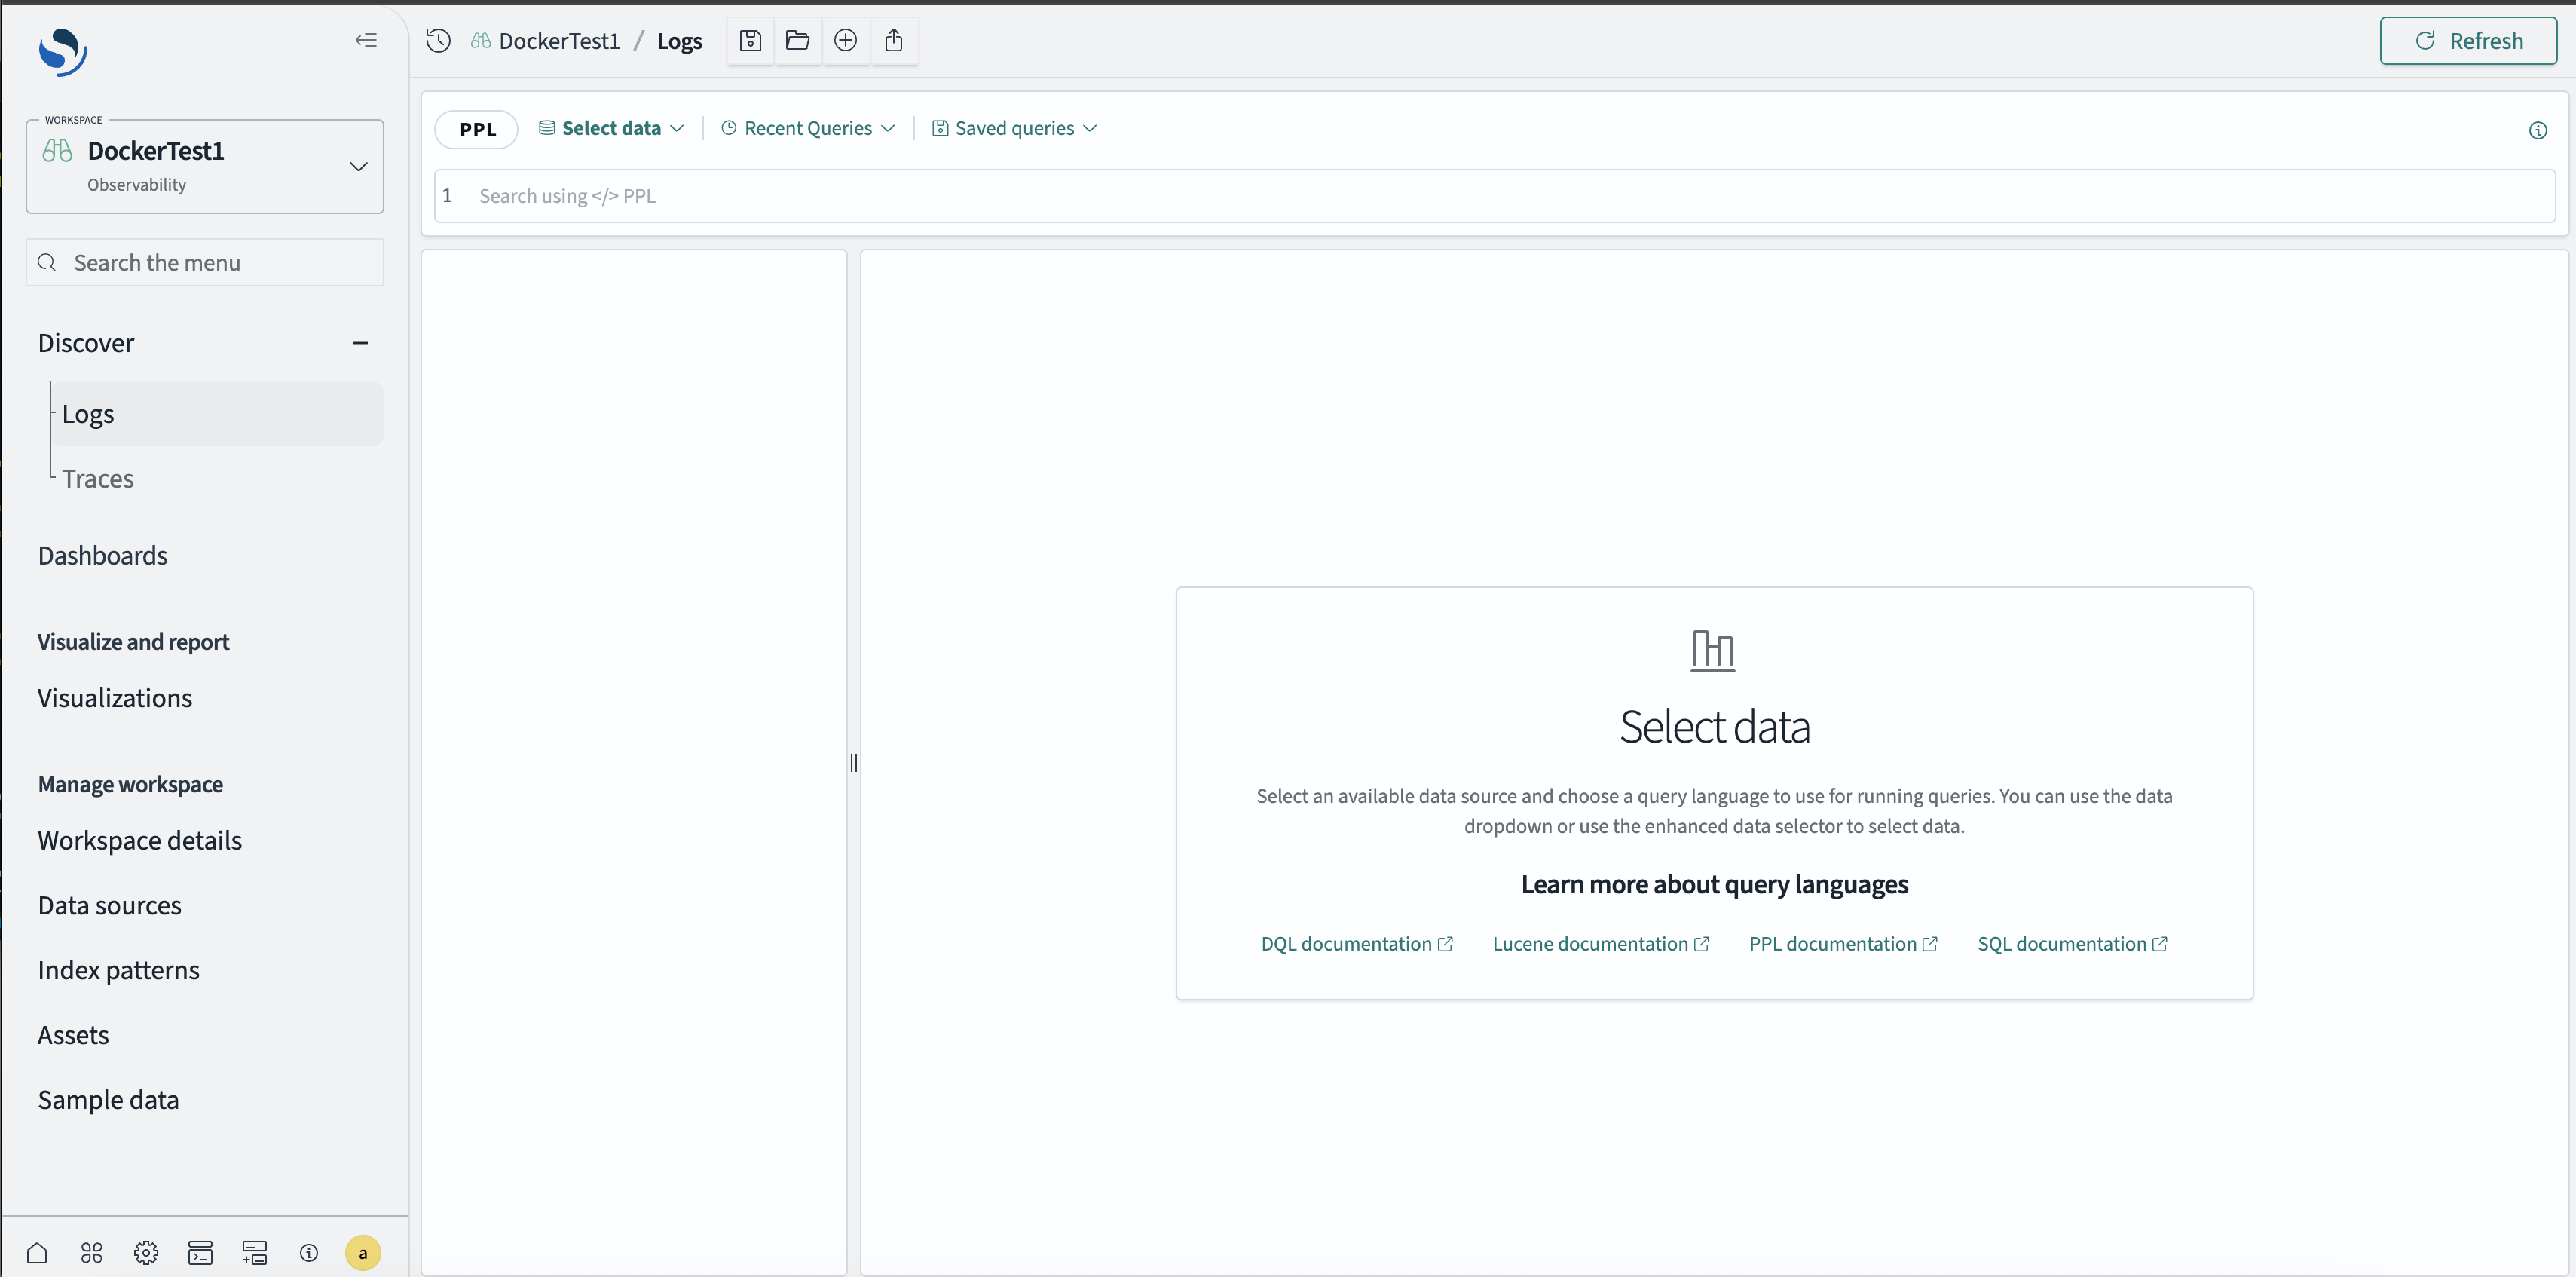 DockerTest1 / Logs
Refresh
WORKSPACE
DockerTest1
Observability
Search the menu
Discover
Logs
Traces
Dashboards
Visualize and report
Visualizations
Manage workspace
Workspace details
Data sources
Index patterns
Assets
Sample data
a
PPL Select data Recent Queries Saved queries
1 Search using </> PPL
Select data
Select an available data source and choose a query language to use for running queries. You can use the data
dropdown or use the enhanced data selector to select data.
Learn more about query languages
DQL documentation Lucene documentation PPL documentation SQL documentation